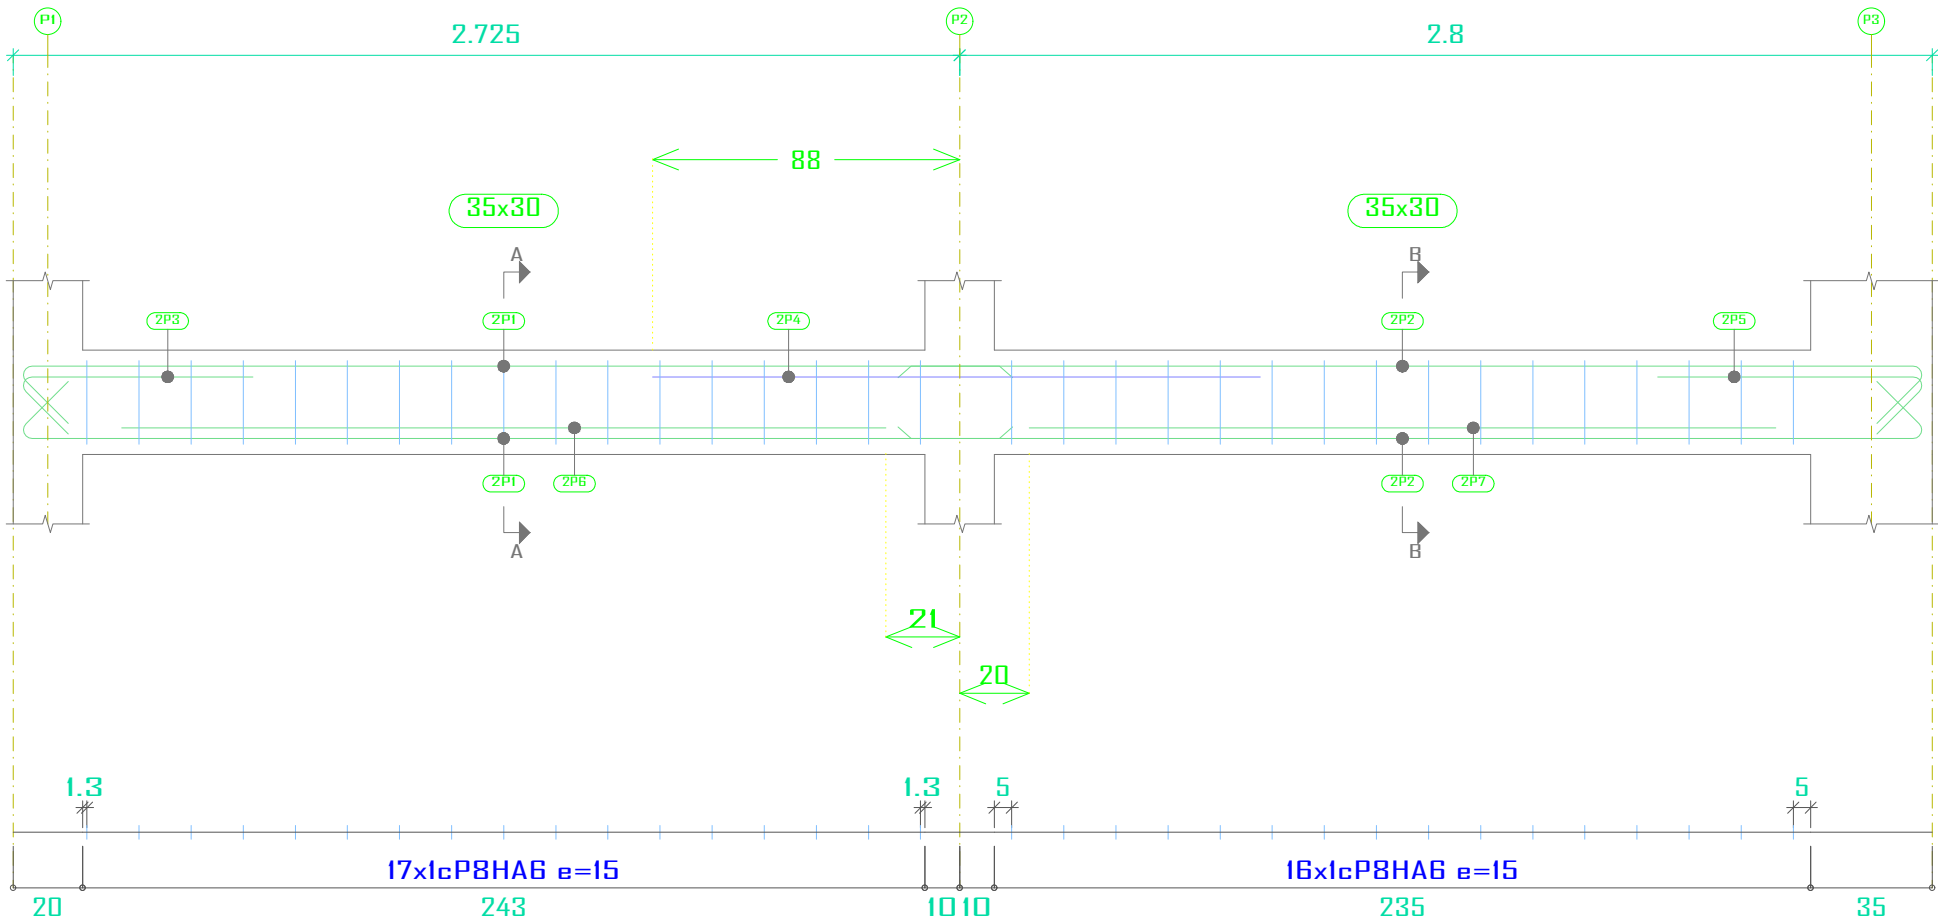 P1 P2 P3
2.725 2.8
88
35x30 35x30
A B
2P3 2P1 2P4 2P2 2P5
2P1 2P6 2P2 2P7
A B
21
20
1.3 1.3 5 5
17x1cP8HA6 e=15 16x1cP8HA6 e=15
20 243 10 10 235 35